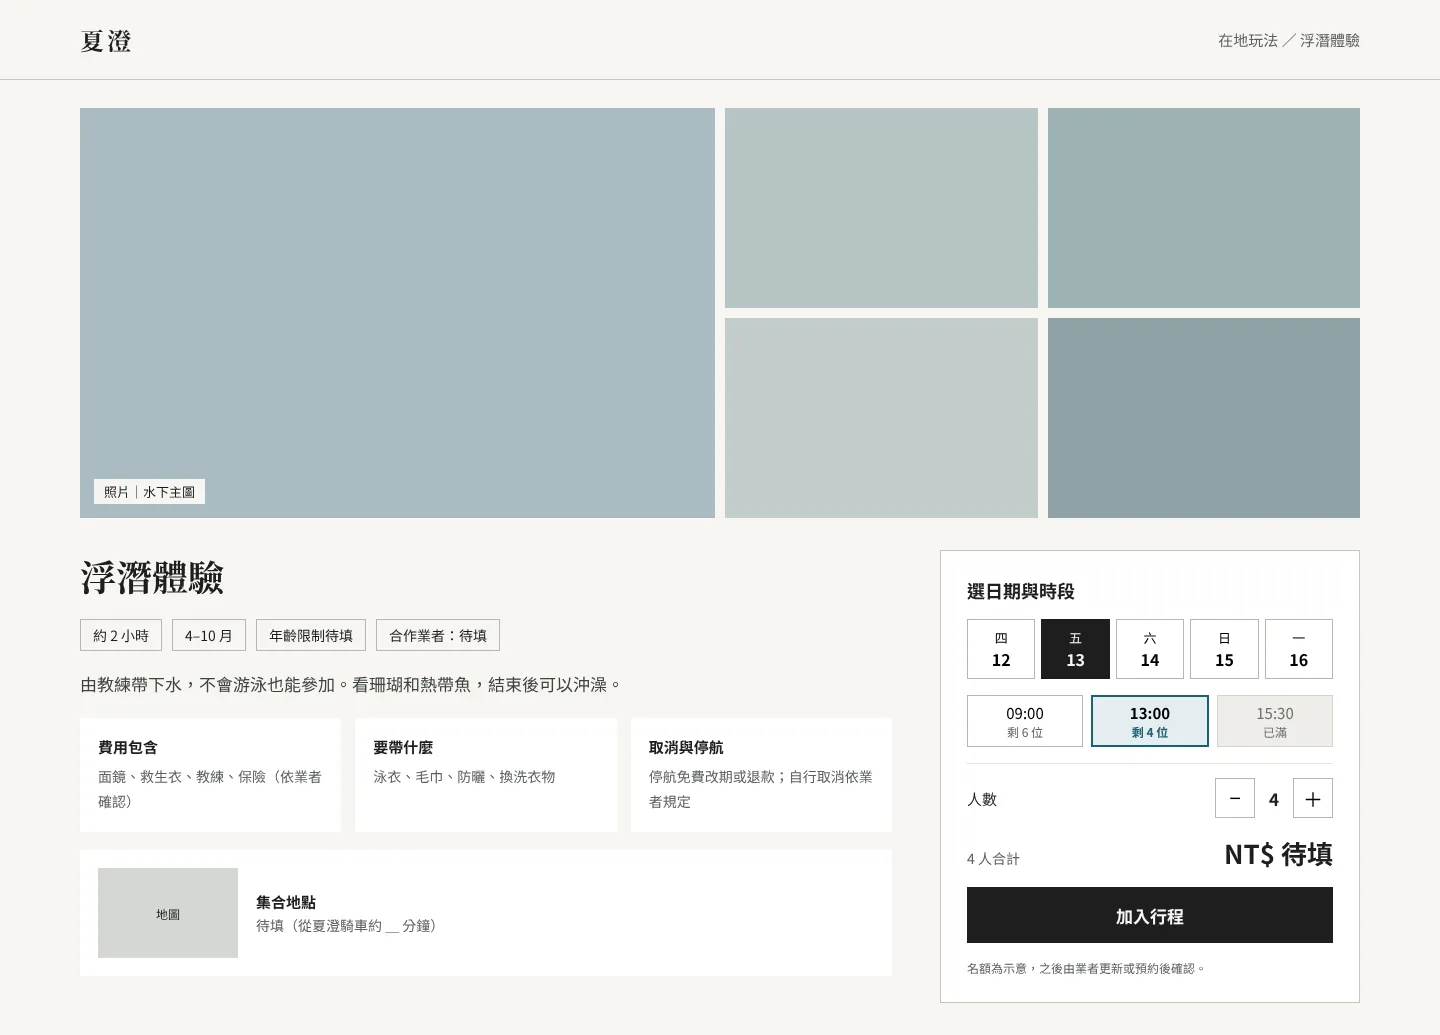 夏澄
在地玩法 ／ 浮潛體驗
照片｜水下主圖
浮潛體驗
約 2 小時
4–10 月
年齡限制待填
合作業者：待填
由教練帶下水，不會游泳也能參加。看珊瑚和熱帶魚，結束後可以沖澡。
費用包含
面鏡、救生衣、教練、保險（依業者
確認）
要帶什麼
泳衣、毛巾、防曬、換洗衣物
取消與停航
停航免費改期或退款；自行取消依業
者規定
地圖
集合地點
待填（從夏澄騎車約 __ 分鐘）
選日期與時段
四
12
五
13
六
14
日
15
一
16
09:00
剩 6 位
13:00
剩 4 位
15:30
已滿
人數
− 4 ＋
4 人合計
NT$ 待填
加入行程
名額為示意，之後由業者更新或預約後確認。